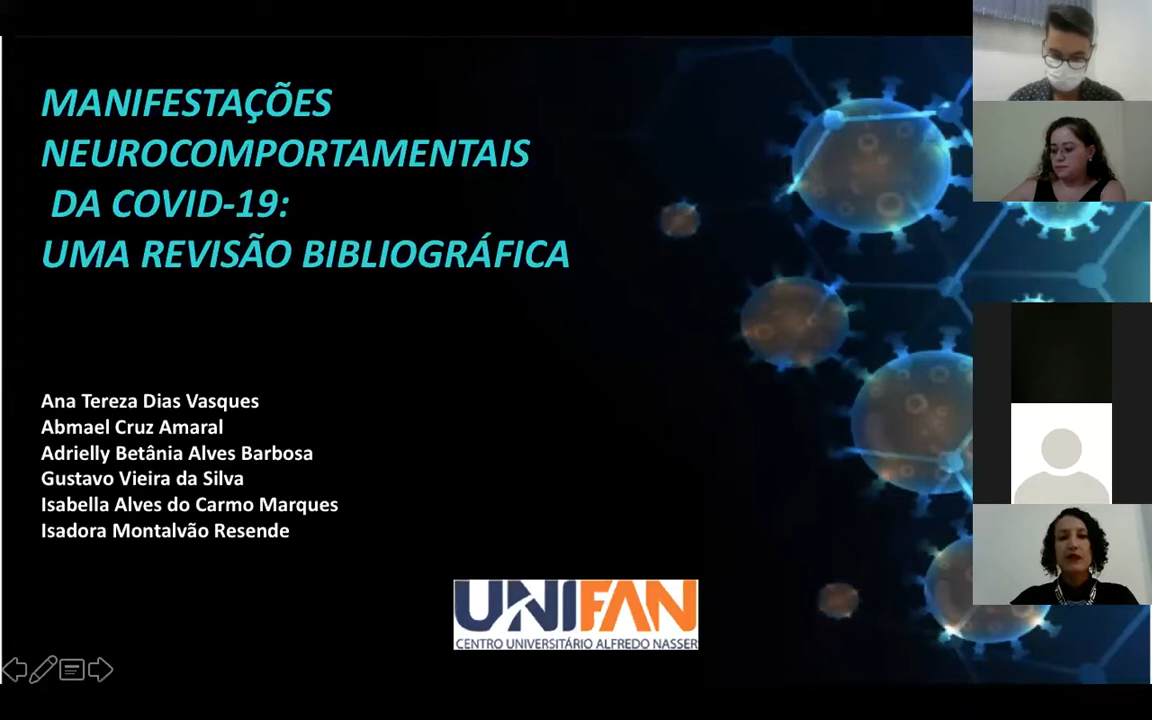 MANIFESTAÇÕES
NEUROCOMPORTAMENTAIS
DA COVID-19:
UMA REVISÃO BIBLIOGRÁFICA
Ana Tereza Dias Vasques
Abmael Cruz Amaral
Adrielly Betânia Alves Barbosa
Gustavo Vieira da Silva
Isabella Alves do Carmo Marques
Isadora Montalvão Resende
UNIFAN
CENTRO UNIVERSITÁRIO ALFREDO NASSER